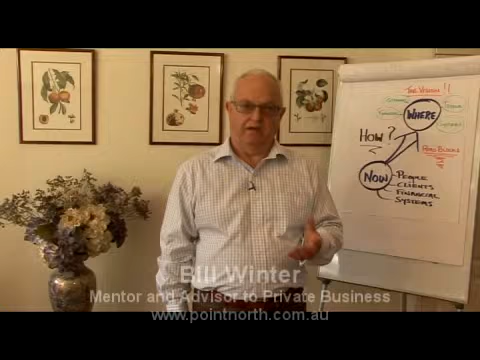 THE VISION !!
WHERE
HOW?
ROAD BLOCKS
NOW
PEOPLE
CLIENTS
FINANCIAL
SYSTEMS
Bill Winter
Mentor and Advisor to Private Business
www.pointnorth.com.au